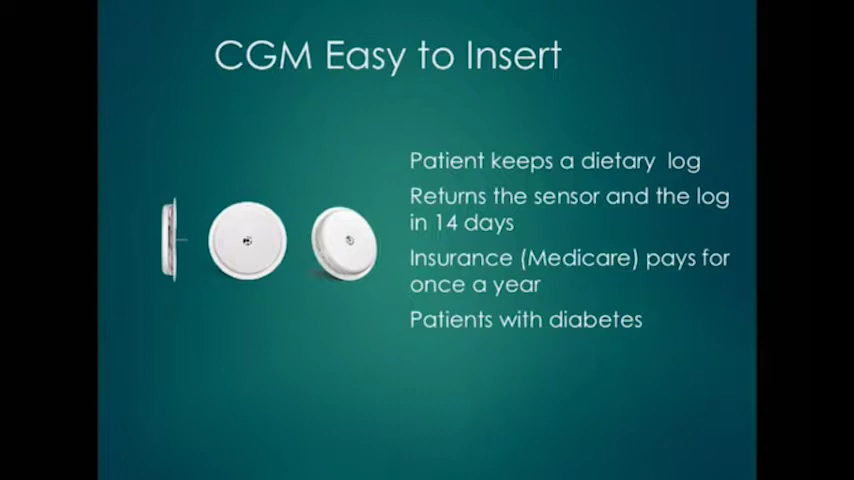 CGM Easy to Insert
Patient keeps a dietary log
Returns the sensor and the log
in 14 days
Insurance (Medicare) pays for
once a year
Patients with diabetes